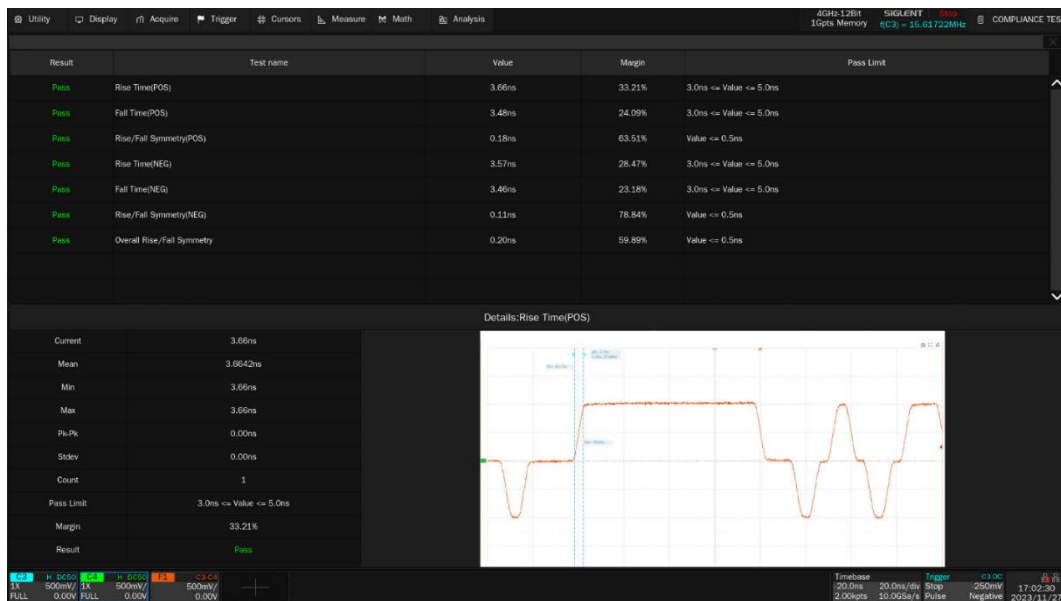 Utility Display Acquire Trigger Cursors Measure Math Analysis 4GHz-12Bit SIGLENT Stop COMPLIANCE TES
1Gpts Memory f(C3) = 15.61722MHz
Result Test name Value Margin Pass Limit
Pass Rise Time(POS) 3.66ns 33.21% 3.0ns <= Value <= 5.0ns
Pass Fall Time(POS) 3.48ns 24.09% 3.0ns <= Value <= 5.0ns
Pass Rise/Fall Symmetry(POS) 0.18ns 63.51% Value <= 0.5ns
Pass Rise Time(NEG) 3.57ns 28.47% 3.0ns <= Value <= 5.0ns
Pass Fall Time(NEG) 3.46ns 23.18% 3.0ns <= Value <= 5.0ns
Pass Rise/Fall Symmetry(NEG) 0.11ns 78.84% Value <= 0.5ns
Pass Overall Rise/Fall Symmetry 0.20ns 59.89% Value <= 0.5ns
Details:Rise Time(POS)
Current 3.66ns
Mean 3.6642ns
Min 3.66ns
Max 3.66ns
Pk-Pk 0.00ns
Stdev 0.00ns
Count 1
Pass Limit 3.0ns <= Value <= 5.0ns
Margin 33.21%
Result Pass
C3 H DC50 C4 H DC50 F1 C3-C4 Timebase Trigger C3 DC
1X 500mV/ 1X 500mV/ 500mV/ -20.0ns 20.0ns/div Stop -250mV 17:02:30
FULL 0.00V FULL 0.00V 0.00V 2.00kpts 10.0GSa/s Pulse Negative 2023/11/2